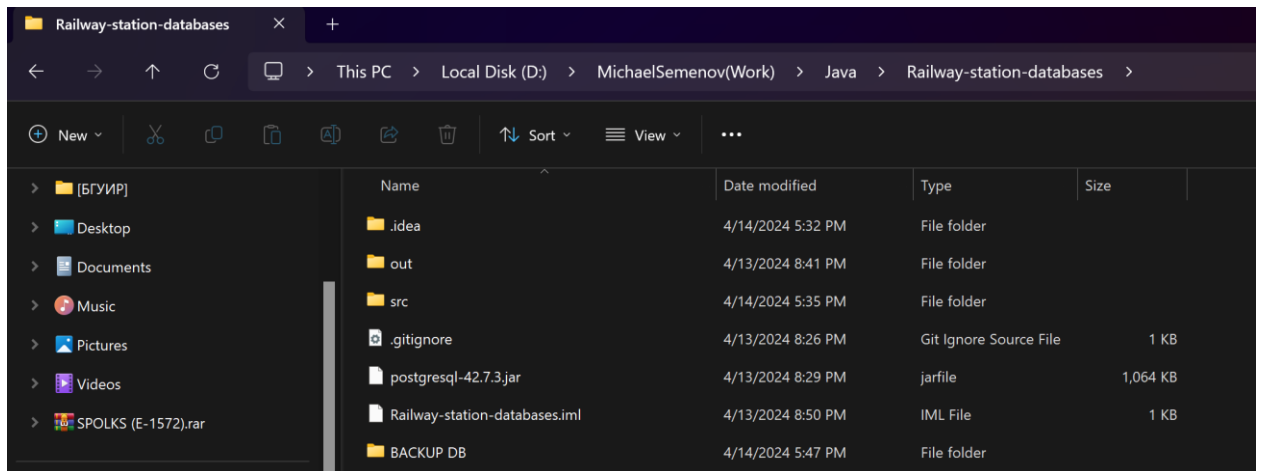 Railway-station-databases
This PC > Local Disk (D:) > MichaelSemenov(Work) > Java > Railway-station-databases >
New Sort View
Name Date modified Type Size
[БГУИР]
Desktop
Documents
Music
Pictures
Videos
SPOLKS (E-1572).rar
.idea 4/14/2024 5:32 PM File folder
out 4/13/2024 8:41 PM File folder
src 4/14/2024 5:35 PM File folder
.gitignore 4/13/2024 8:26 PM Git Ignore Source File 1 KB
postgresql-42.7.3.jar 4/13/2024 8:29 PM jarfile 1,064 KB
Railway-station-databases.iml 4/13/2024 8:50 PM IML File 1 KB
BACKUP DB 4/14/2024 5:47 PM File folder